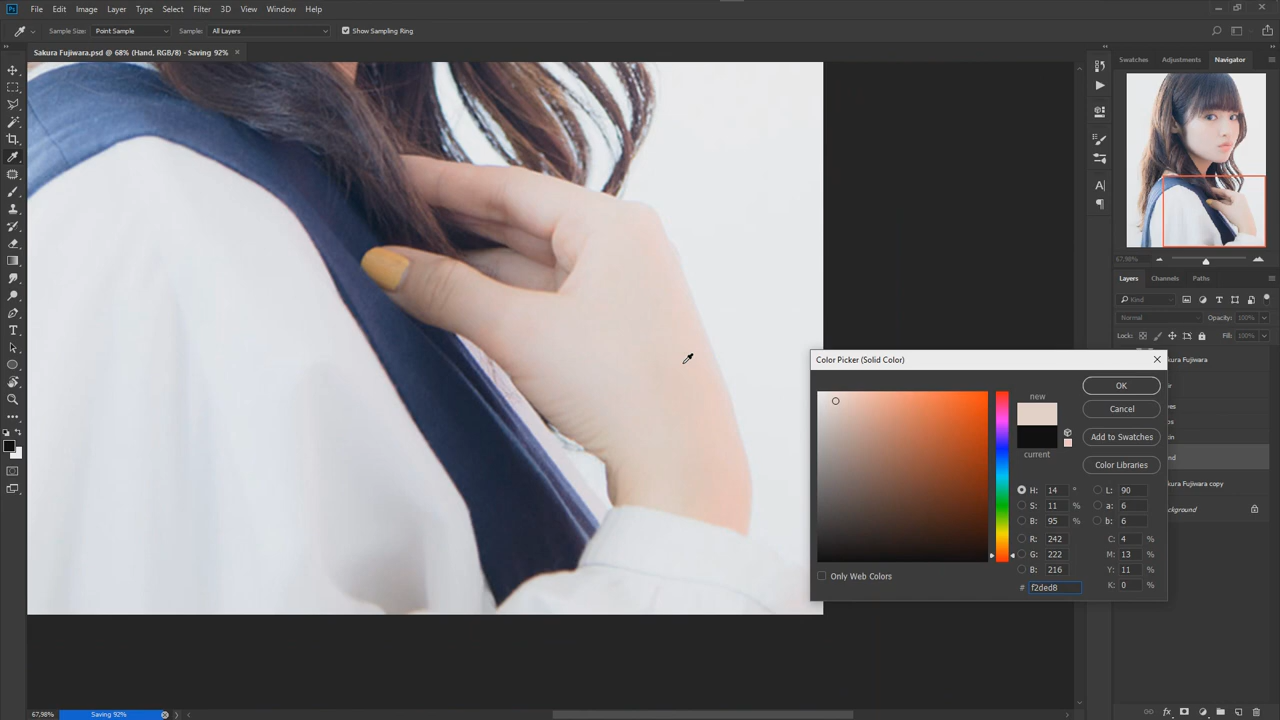 Ps File Edit Image Layer Type Select Filter 3D View Window Help
Sample Size: Point Sample Sample: All Layers Show Sampling Ring
Sakura Fujiwara.psd @ 68% (Hand, RGB/8) - Saving 92% ×
Swatches Adjustments Navigator
67,98%
Layers Channels Paths
Kind
Normal Opacity: 100%
Lock: Fill: 100%
Color Picker (Solid Color)
kura Fujiwara
new OK
Cancel
current Add to Swatches
Color Libraries
kura Fujiwara copy
ackground
H: 14 ° L: 90
S: 11 % a: 6
B: 95 % b: 6
R: 242 C: 4 %
G: 222 M: 13 %
B: 216 Y: 11 %
Only Web Colors K: 0 %
# f2ded8
67,98% Saving 92%